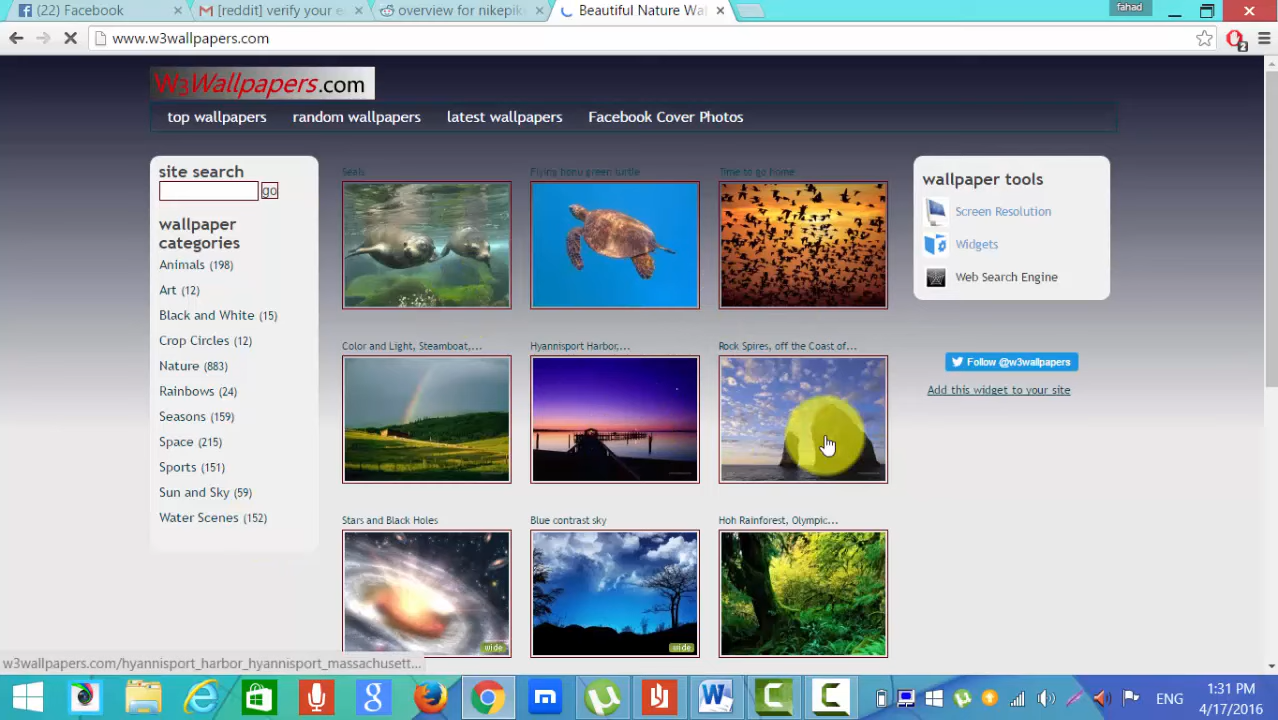 (22) Facebook
[reddit] verify your e
overview for nikepik
Beautiful Nature Wal
fahad
www.w3wallpapers.com
2
W3Wallpapers.com
top wallpapers
random wallpapers
latest wallpapers
Facebook Cover Photos
site search
go
wallpaper
categories
Animals (198)
Art (12)
Black and White (15)
Crop Circles (12)
Nature (883)
Rainbows (24)
Seasons (159)
Space (215)
Sports (151)
Sun and Sky (59)
Water Scenes (152)
Seals
Flying honu green turtle
Time to go home
Color and Light, Steamboat,...
Hyannisport Harbor,...
Rock Spires, off the Coast of...
Stars and Black Holes
Blue contrast sky
Hoh Rainforest, Olympic...
wide
wide
wallpaper tools
Screen Resolution
Widgets
Web Search Engine
Follow @w3wallpapers
Add this widget to your site
w3wallpapers.com/hyannisport_harbor_hyannisport_massachusett...
ENG
1:31 PM
4/17/2016